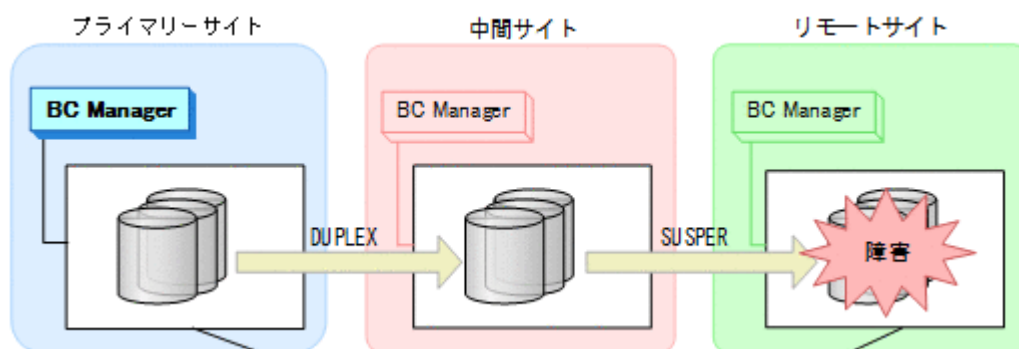 プライマリーサイト
中間サイト
リモートサイト
BC Manager
BC Manager
BC Manager
DUPLEX
SUSPER
障害